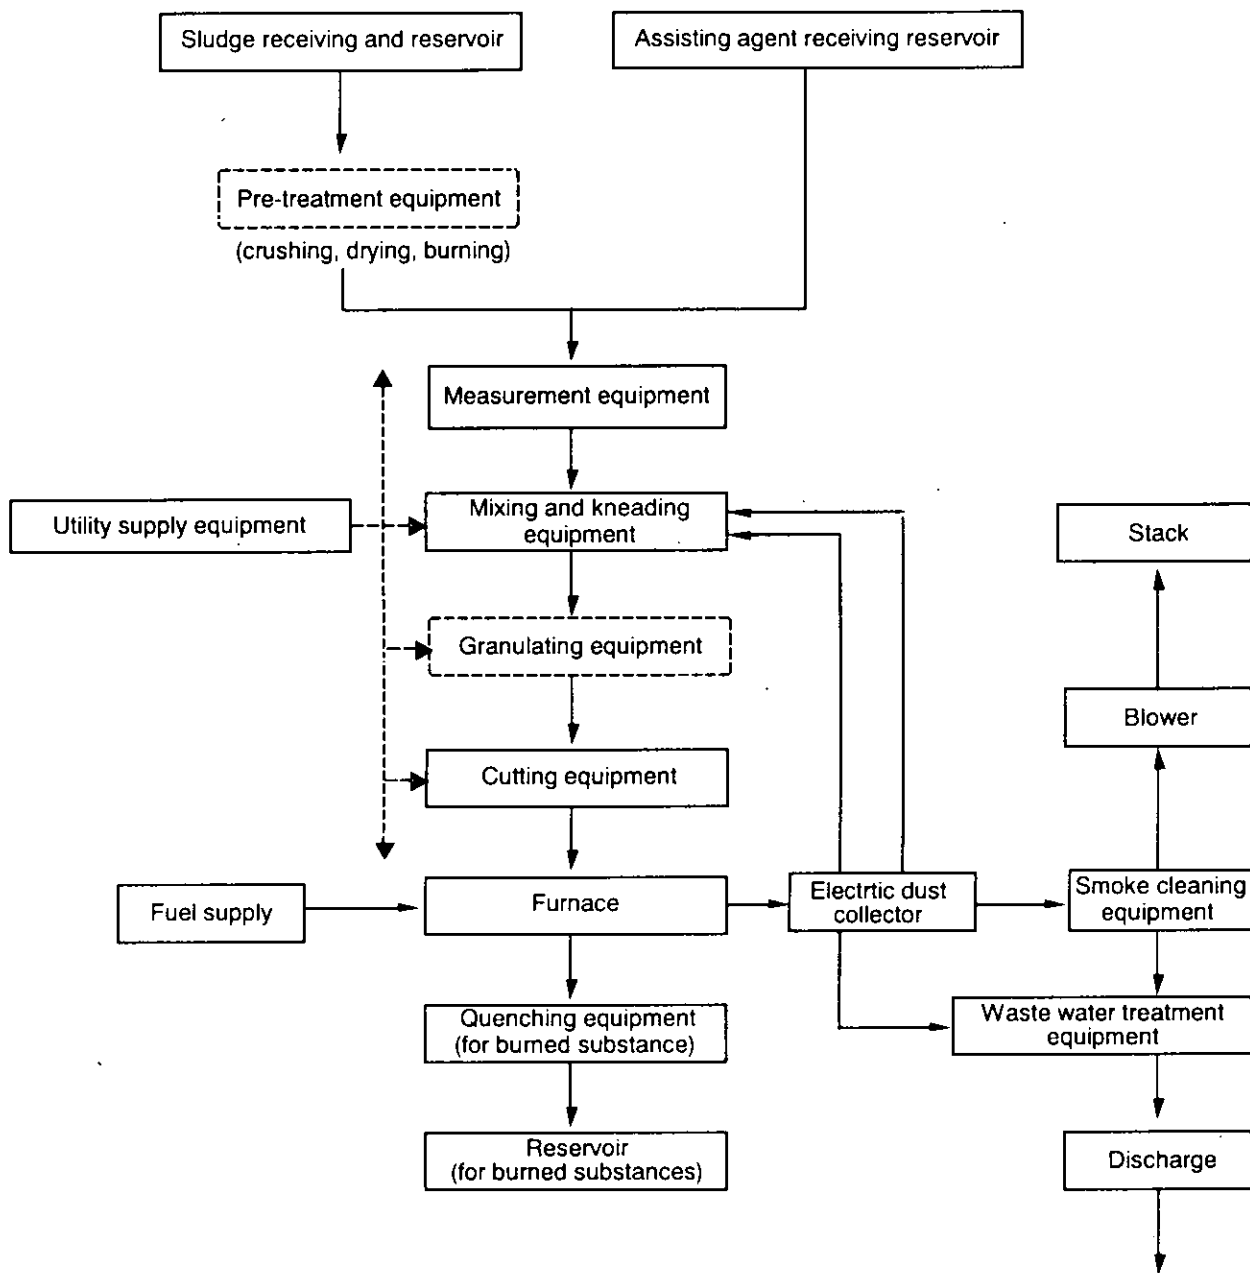 Sludge receiving and reservoir
Assisting agent receiving reservoir
Pre-treatment equipment
(crushing, drying, burning)
Measurement equipment
Utility supply equipment
Mixing and kneading
equipment
Stack
Granulating equipment
Blower
Cutting equipment
Fuel supply
Furnace
Electrtic dust
collector
Smoke cleaning
equipment
Quenching equipment
(for burned substance)
Waste water treatment
equipment
Reservoir
(for burned substances)
Discharge